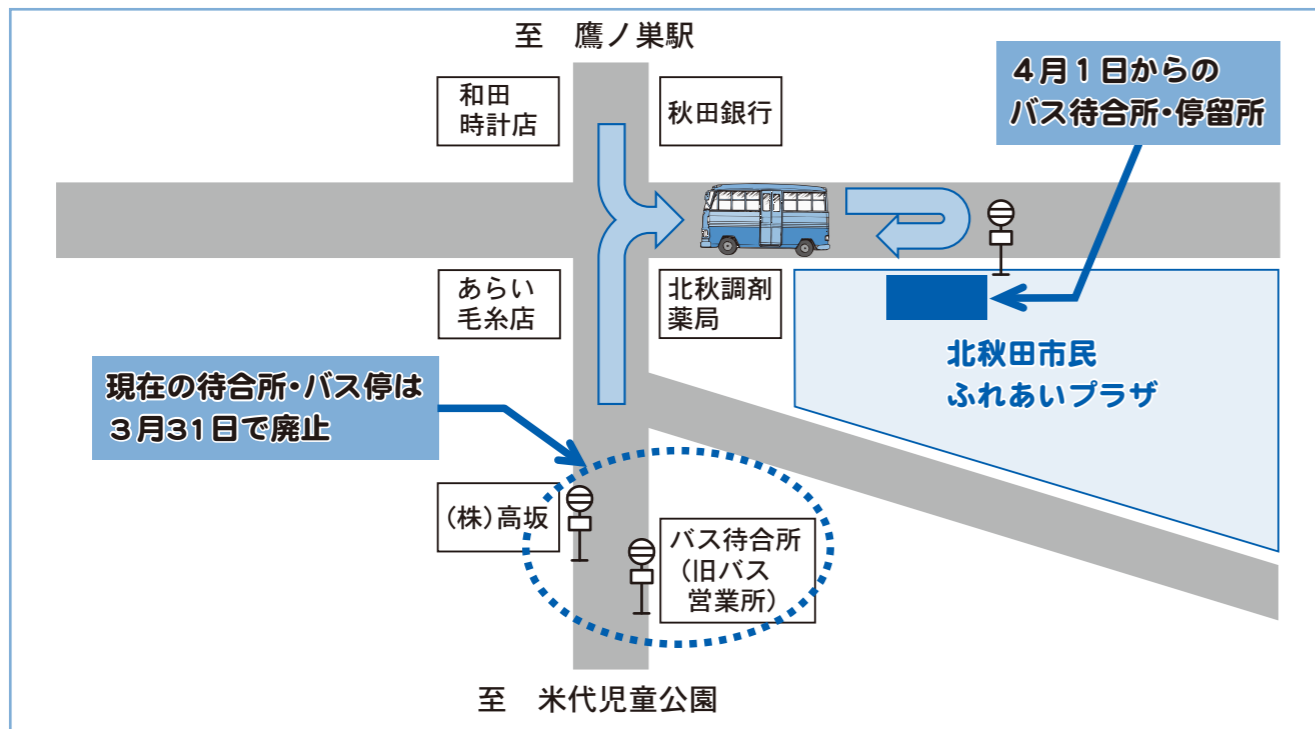 至 鷹ノ巣駅
和田
時計店
秋田銀行
4月1日からの
バス待合所・停留所
あらい
毛糸店
北秋調剤
薬局
北秋田市民
ふれあいプラザ
現在の待合所・バス停は
3月31日で廃止
(株)高坂
バス待合所
(旧バス
営業所)
至 米代児童公園